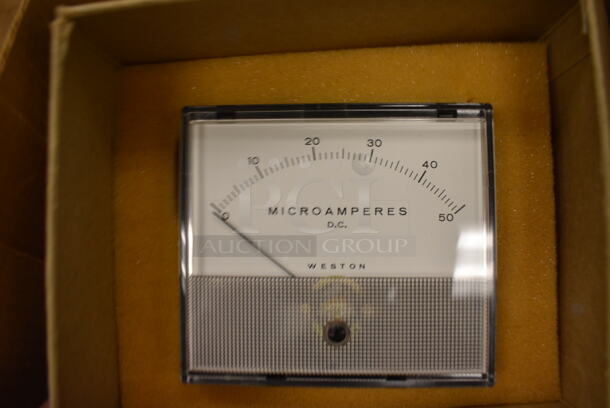 0 10 20 30 40 50
MICROAMPERES
D.C.
PCI
AUCTION GROUP
WESTON